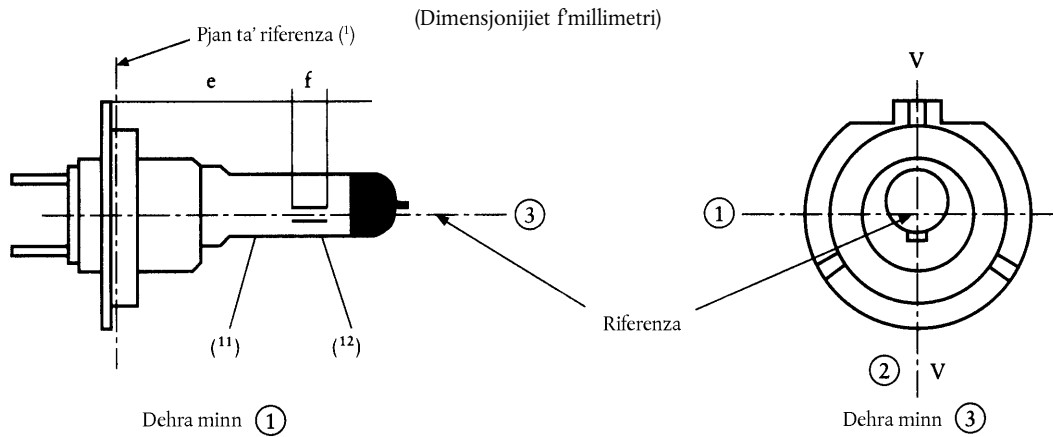 (Dimensjonijiet f'millimetri)
Pjan ta' riferenza (¹)
e f
V
③
①
Riferenza
(¹¹) (¹²)
② V
Dehra minn ①
Dehra minn ③